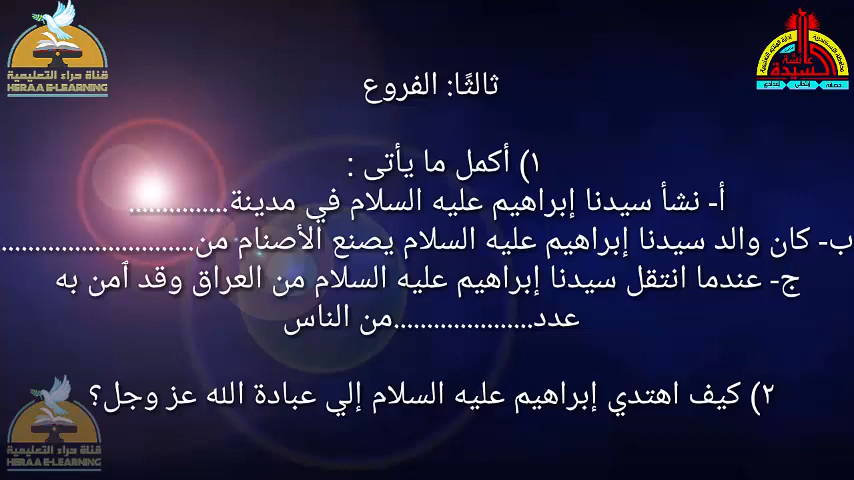 قناة حراء التعليمية
HERAA E-LEARNING
ثالثًا: الفروع
١) أكمل ما يأتى :
أ- نشأ سيدنا إبراهيم عليه السلام في مدينة...............
ب- كان والد سيدنا إبراهيم عليه السلام يصنع الأصنام من.............................
ج- عندما انتقل سيدنا إبراهيم عليه السلام من العراق وقد آمن به
عدد.....................من الناس
٢) كيف اهتدي إبراهيم عليه السلام إلي عبادة الله عز وجل؟
قناة حراء التعليمية
HERAA E-LEARNING